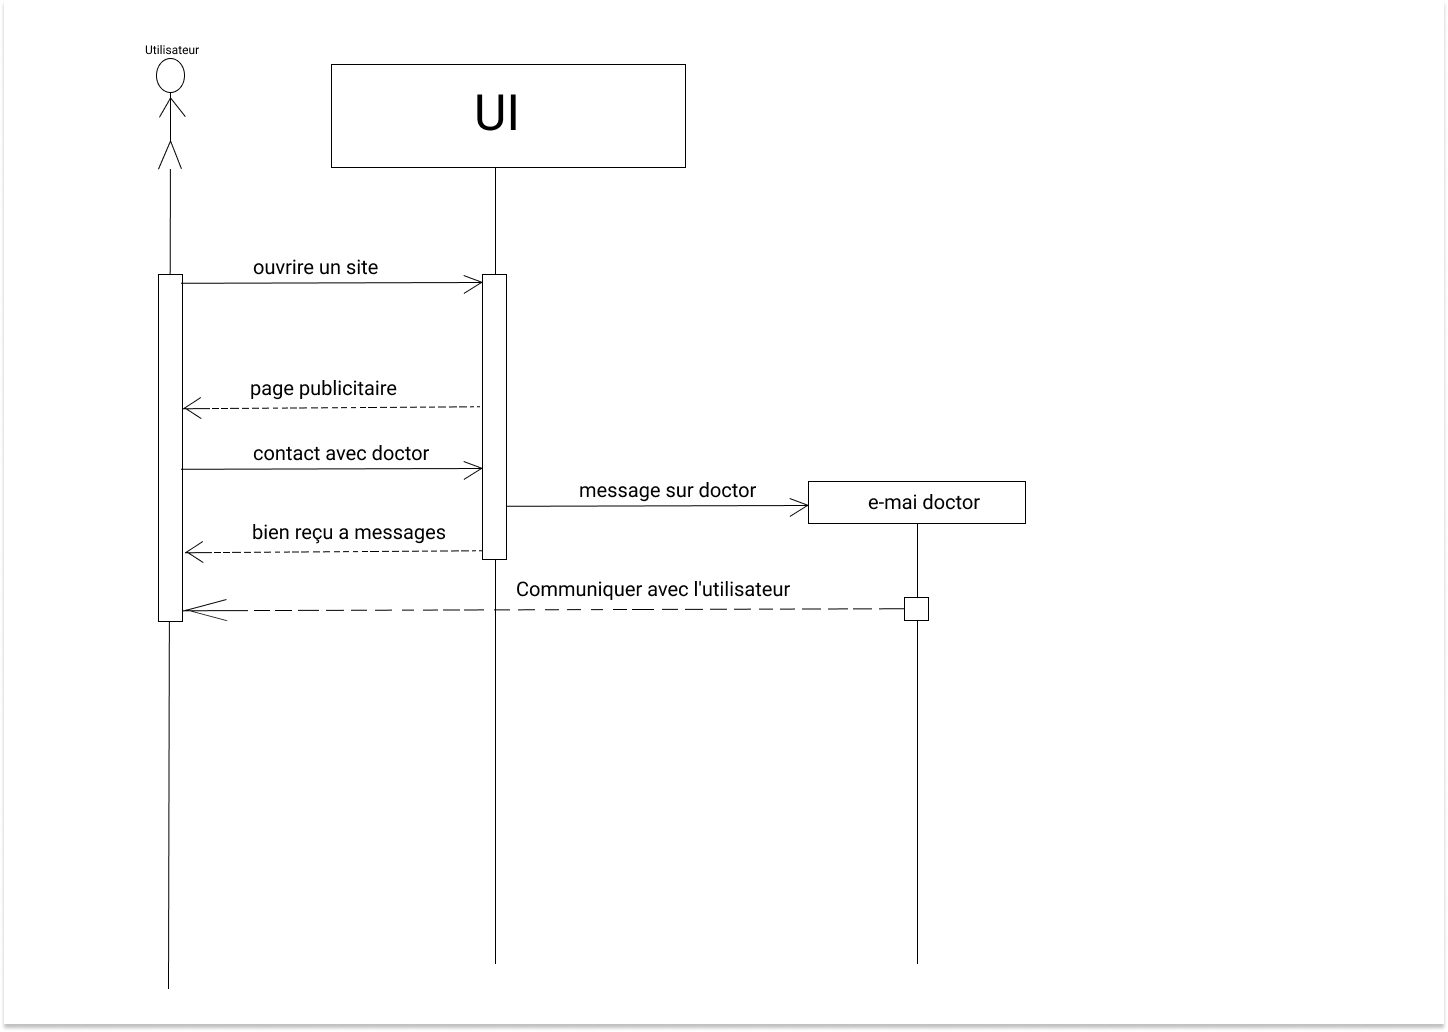 Utilisateur
UI
ouvrire un site
page publicitaire
contact avec doctor
message sur doctor
e-mai doctor
bien reçu a messages
Communiquer avec l'utilisateur